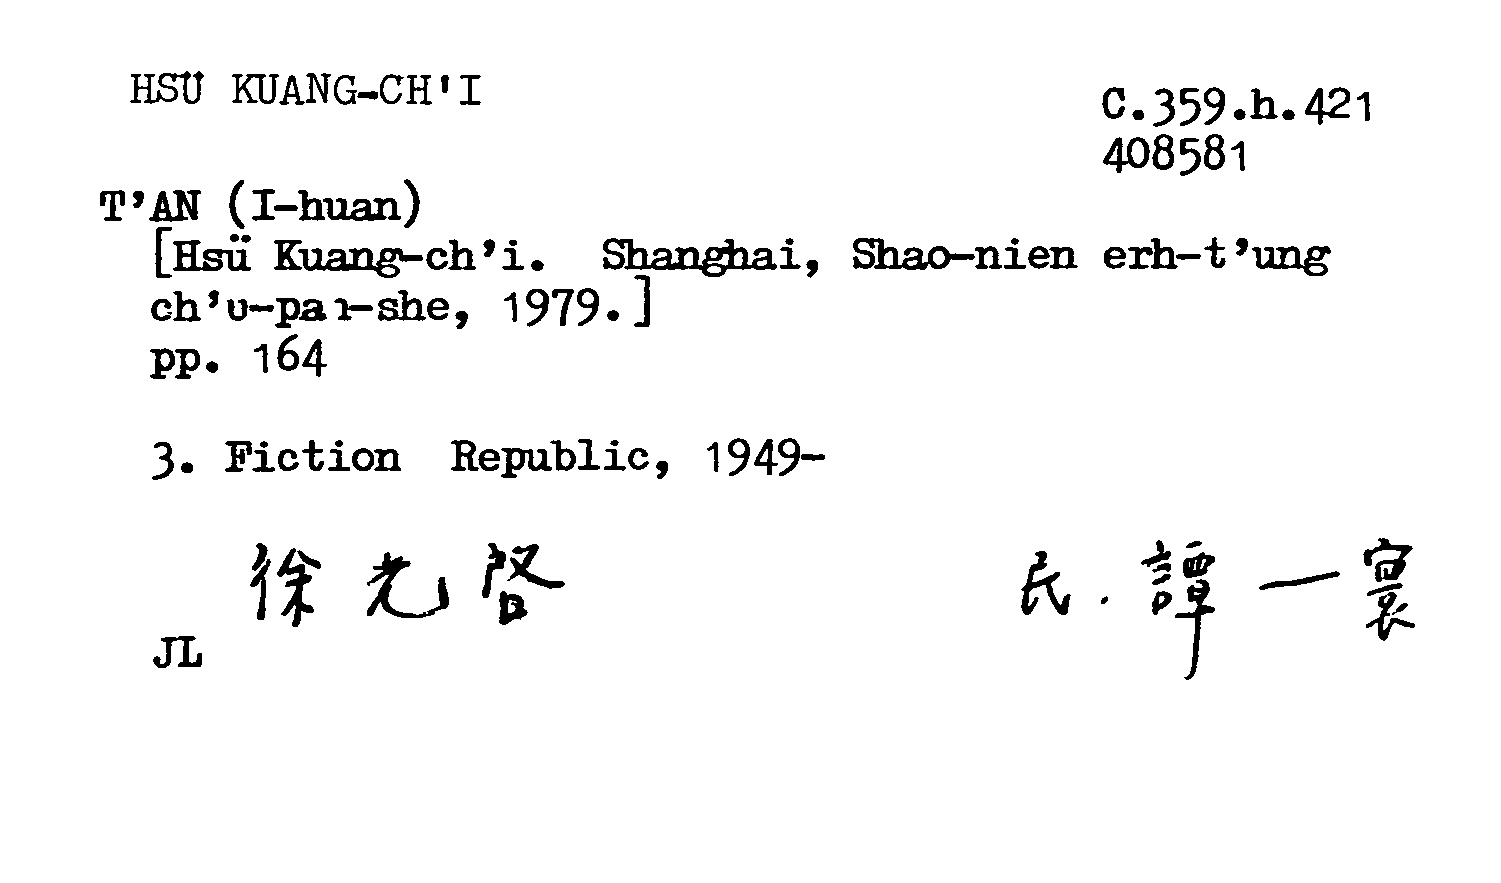 HSÜ KUANG-CH'I
C.359.h.421
408581
T'AN (I-huan)
[Hsü Kuang-ch'i. Shanghai, Shao-nien erh-t'ung
ch'u-pan-she, 1979.]
pp. 164
3. Fiction Republic, 1949-
徐光啓 民.譚一寰
JL